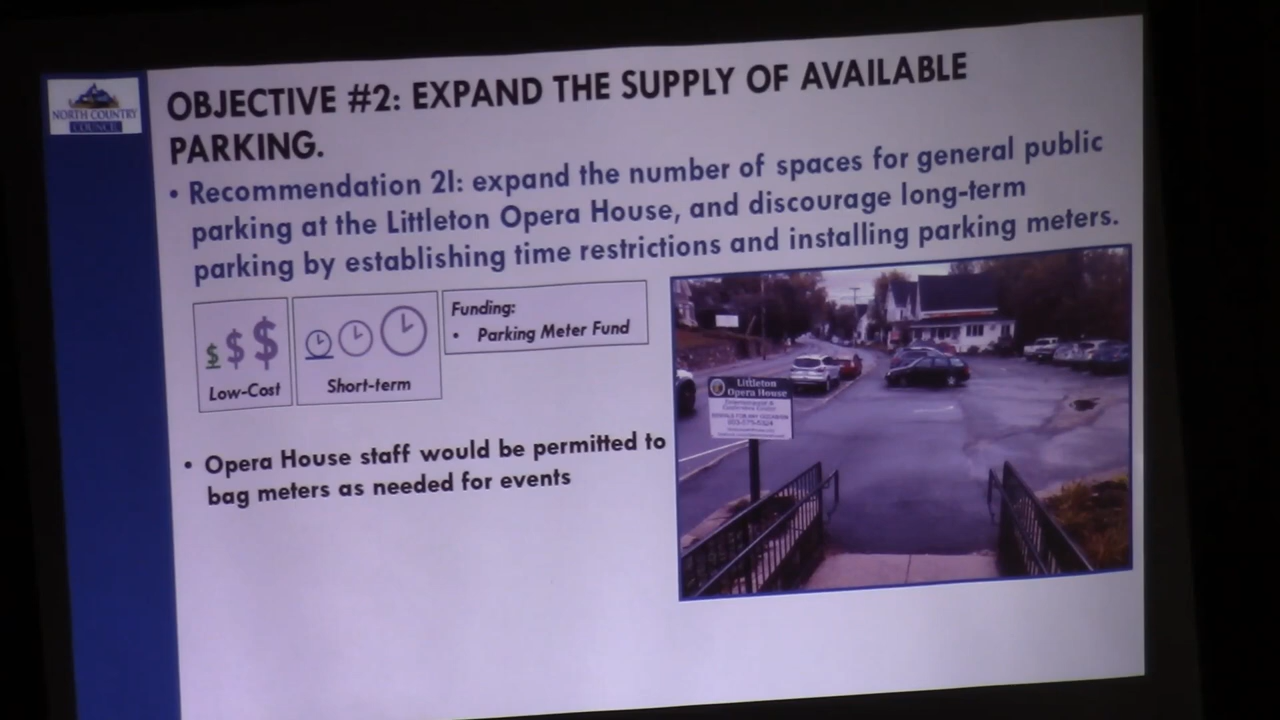 NORTH COUNTRY
COUNCIL
OBJECTIVE #2: EXPAND THE SUPPLY OF AVAILABLE
PARKING.
• Recommendation 2I: expand the number of spaces for general public
parking at the Littleton Opera House, and discourage long-term
parking by establishing time restrictions and installing parking meters.
$ $ $
Low-Cost
Short-term
Funding:
• Parking Meter Fund
• Opera House staff would be permitted to
bag meters as needed for events
Littleton
Opera House